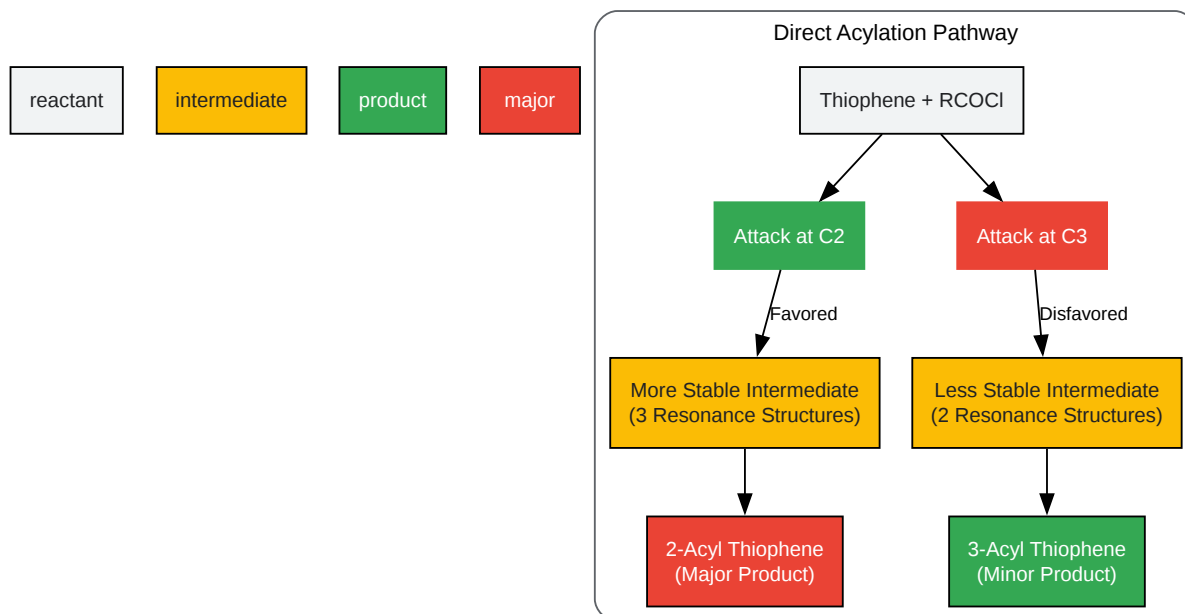 Direct Acylation Pathway
reactant
intermediate
product
major
Thiophene + RCOCl
Attack at C2
Attack at C3
Favored
Disfavored
More Stable Intermediate
(3 Resonance Structures)
Less Stable Intermediate
(2 Resonance Structures)
2-Acyl Thiophene
(Major Product)
3-Acyl Thiophene
(Minor Product)